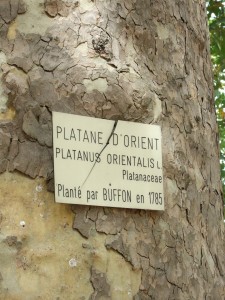 PLATANE D'ORIENT
PLATANUS ORIENTALIS L
Platanaceae
Planté par BUFFON en 1785